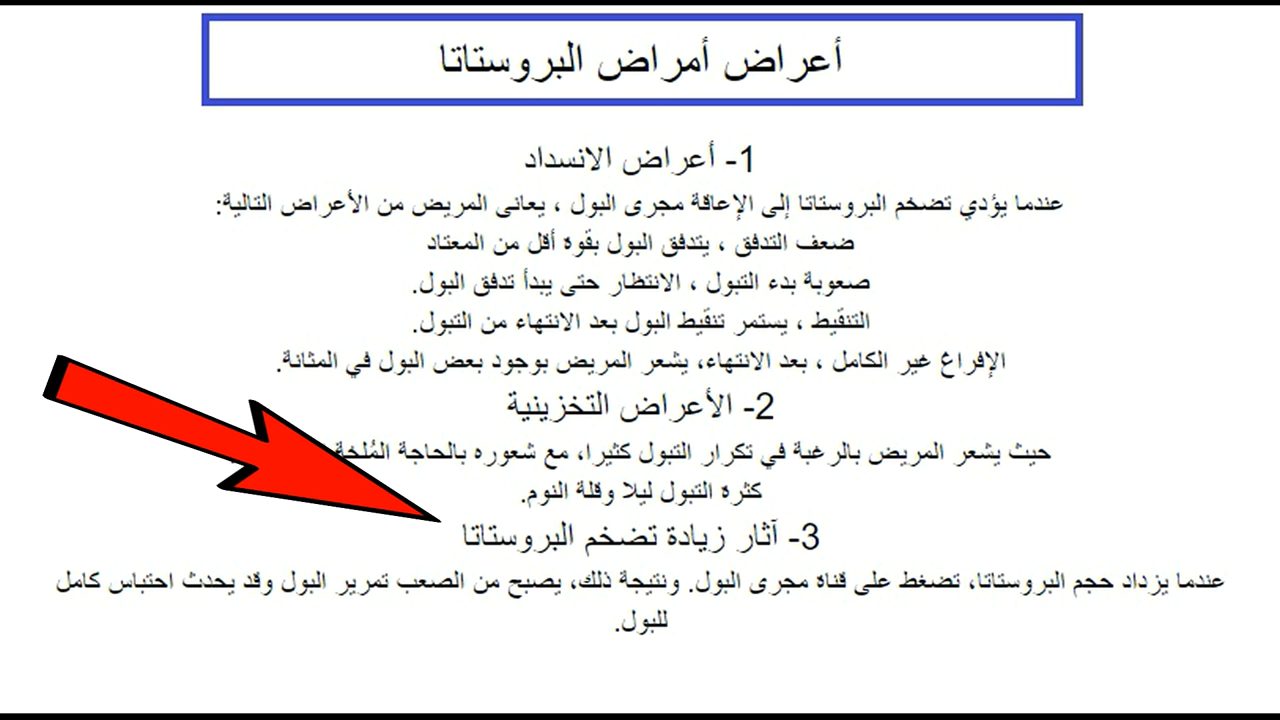 أعراض أمراض البروستاتا
1- أعراض الانسداد
عندما يؤدي تضخم البروستاتا إلى الإعاقة مجرى البول ، يعانى المريض من الأعراض التالية:
ضعف التدفق ، يتدفق البول بقوة أقل من المعتاد
صعوبة بدء التبول ، الانتظار حتى يبدأ تدفق البول.
التنقيط ، يستمر تنقيط البول بعد الانتهاء من التبول.
الإفراغ غير الكامل ، بعد الانتهاء، يشعر المريض بوجود بعض البول في المثانة.
2- الأعراض التخزينية
حيث يشعر المريض بالرغبة في تكرار التبول كثيرا، مع شعوره بالحاجة المُلحة
كثرة التبول ليلا وقلة النوم.
3- آثار زيادة تضخم البروستاتا
عندما يزداد حجم البروستاتا، تضغط على قناة مجرى البول. ونتيجة ذلك، يصبح من الصعب تمرير البول وقد يحدث احتباس كامل
للبول.